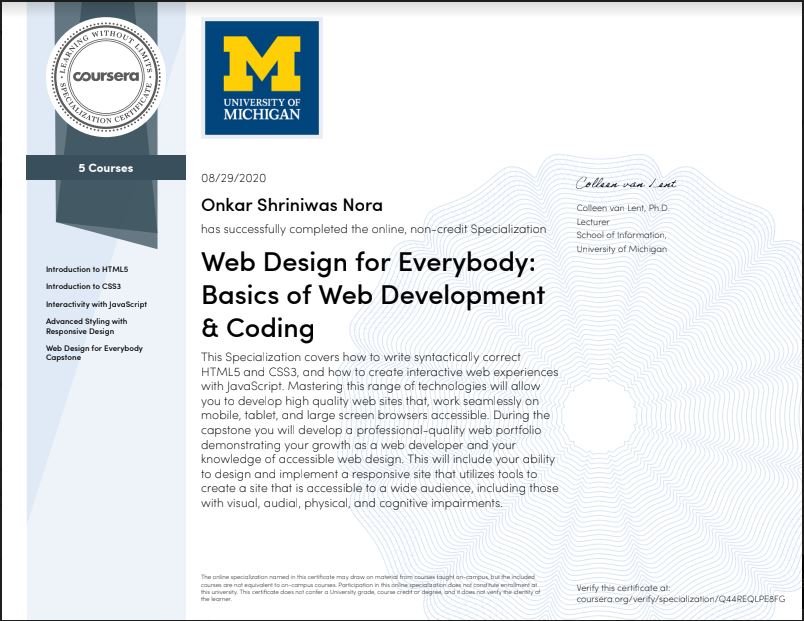 LEARNING WITHOUT LIMITS
coursera
SPECIALIZATION CERTIFICATE
5 Courses
Introduction to HTML5
Introduction to CSS3
Interactivity with JavaScript
Advanced Styling with
Responsive Design
Web Design for Everybody
Capstone
M
UNIVERSITY OF
MICHIGAN
08/29/2020
Onkar Shriniwas Nora
has successfully completed the online, non-credit Specialization
Web Design for Everybody:
Basics of Web Development
& Coding
This Specialization covers how to write syntactically correct
HTML5 and CSS3, and how to create interactive web experiences
with JavaScript. Mastering this range of technologies will allow
you to develop high quality web sites that, work seamlessly on
mobile, tablet, and large screen browsers accessible. During the
capstone you will develop a professional-quality web portfolio
demonstrating your growth as a web developer and your
knowledge of accessible web design. This will include your ability
to design and implement a responsive site that utilizes tools to
create a site that is accessible to a wide audience, including those
with visual, audial, physical, and cognitive impairments.
Colleen van Lent
Colleen van Lent, Ph.D.
Lecturer
School of Information,
University of Michigan
The online specialization named in this certificate may draw on material from courses taught on-campus, but the included
courses are not equivalent to on-campus courses. Participation in this online specialization does not constitute enrollment at
this university. This certificate does not confer a University grade, course credit or degree, and it does not verify the identity of
the learner.
Verify this certificate at:
coursera.org/verify/specialization/Q44REQLPE8FG